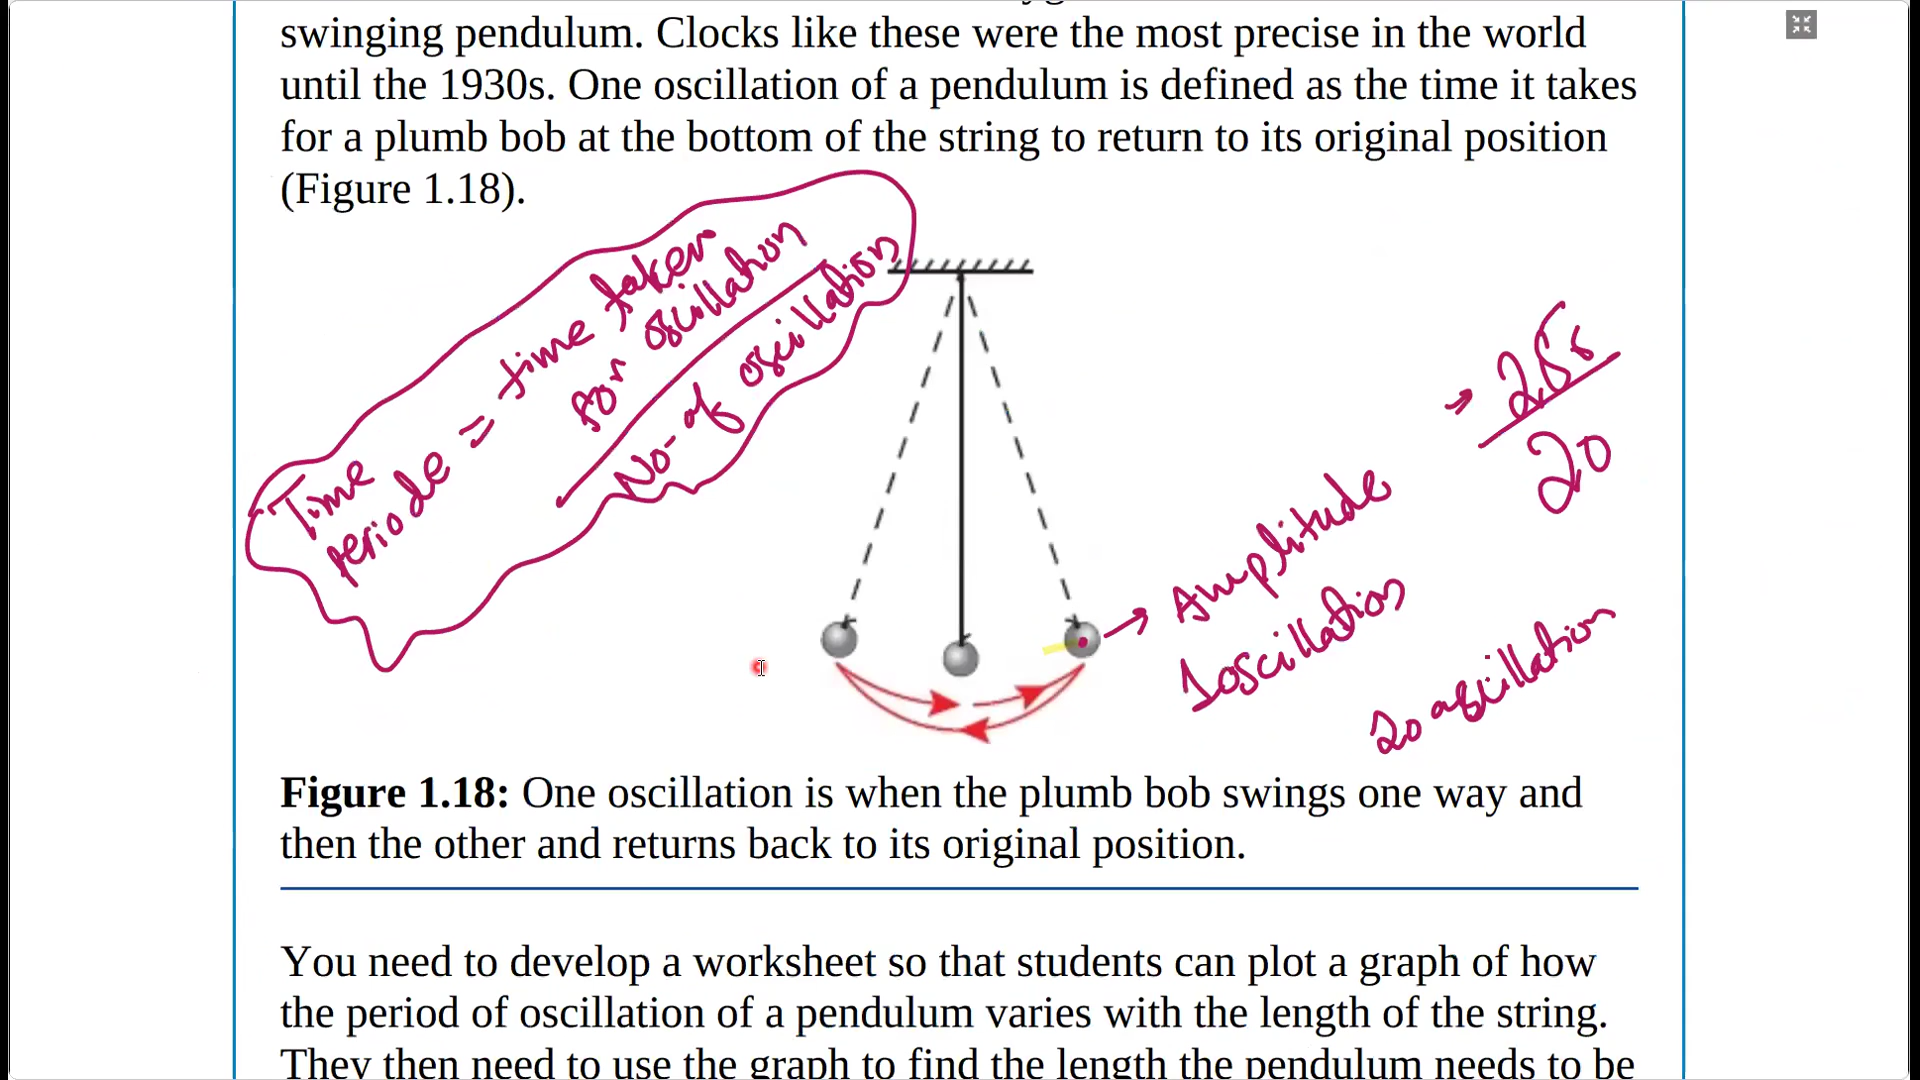 swinging pendulum. Clocks like these were the most precise in the world
until the 1930s. One oscillation of a pendulum is defined as the time it takes
for a plumb bob at the bottom of the string to return to its original position
(Figure 1.18).
Time
periode = time taken
for oscillation
No- of oscillation
20
Amplitude
1oscillation
20 oscillation
Figure 1.18: One oscillation is when the plumb bob swings one way and
then the other and returns back to its original position.
You need to develop a worksheet so that students can plot a graph of how
the period of oscillation of a pendulum varies with the length of the string.
They then need to use the graph to find the length the pendulum needs to be